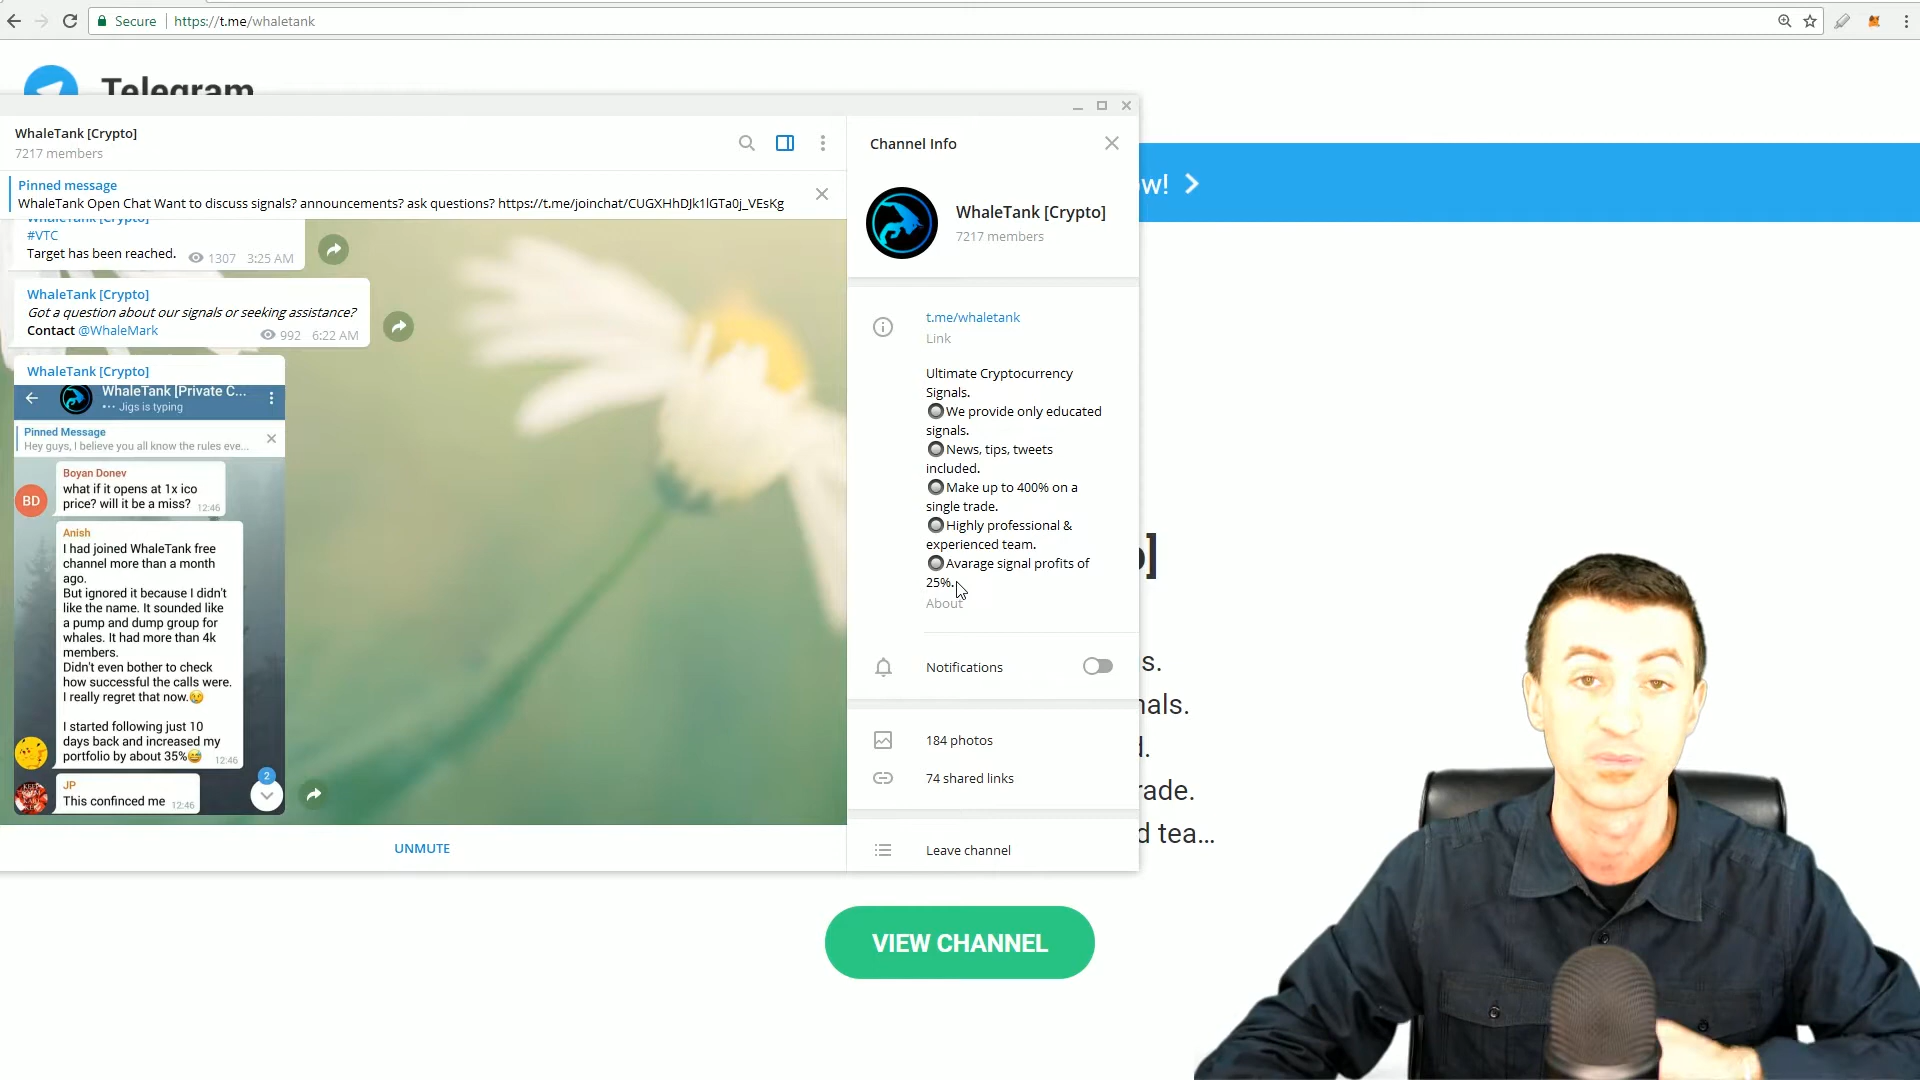 Secure
https://t.me/whaletank
Telegram
WhaleTank [Crypto]
7217 members
Pinned message
WhaleTank Open Chat Want to discuss signals? announcements? ask questions? https://t.me/joinchat/CUGXHhDJk1lGTa0j_VEsKg
WhaleTank [Crypto]
#VTC
Target has been reached.
1307 3:25 AM
WhaleTank [Crypto]
Got a question about our signals or seeking assistance?
Contact @WhaleMark
992 6:22 AM
WhaleTank [Crypto]
WhaleTank [Private C...
Jigs is typing
Pinned Message
Hey guys, I believe you all know the rules eve...
Boyan Donev
BD
what if it opens at 1x ico
price? will it be a miss? 12:46
Anish
I had joined WhaleTank free
channel more than a month
ago.
But ignored it because I didn't
like the name. It sounded like
a pump and dump group for
whales. It had more than 4k
members.
Didn't even bother to check
how successful the calls were.
I really regret that now.
I started following just 10
days back and increased my
portfolio by about 35%
12:46
JP
This confinced me 12:46
2
UNMUTE
Channel Info
WhaleTank [Crypto]
7217 members
t.me/whaletank
Link
Ultimate Cryptocurrency
Signals.
We provide only educated
signals.
News, tips, tweets
included.
Make up to 400% on a
single trade.
Highly professional &
experienced team.
Avarage signal profits of
25%.
About
Notifications
184 photos
74 shared links
Leave channel
ow!
o]
s.
nals.
d.
rade.
d tea...
VIEW CHANNEL